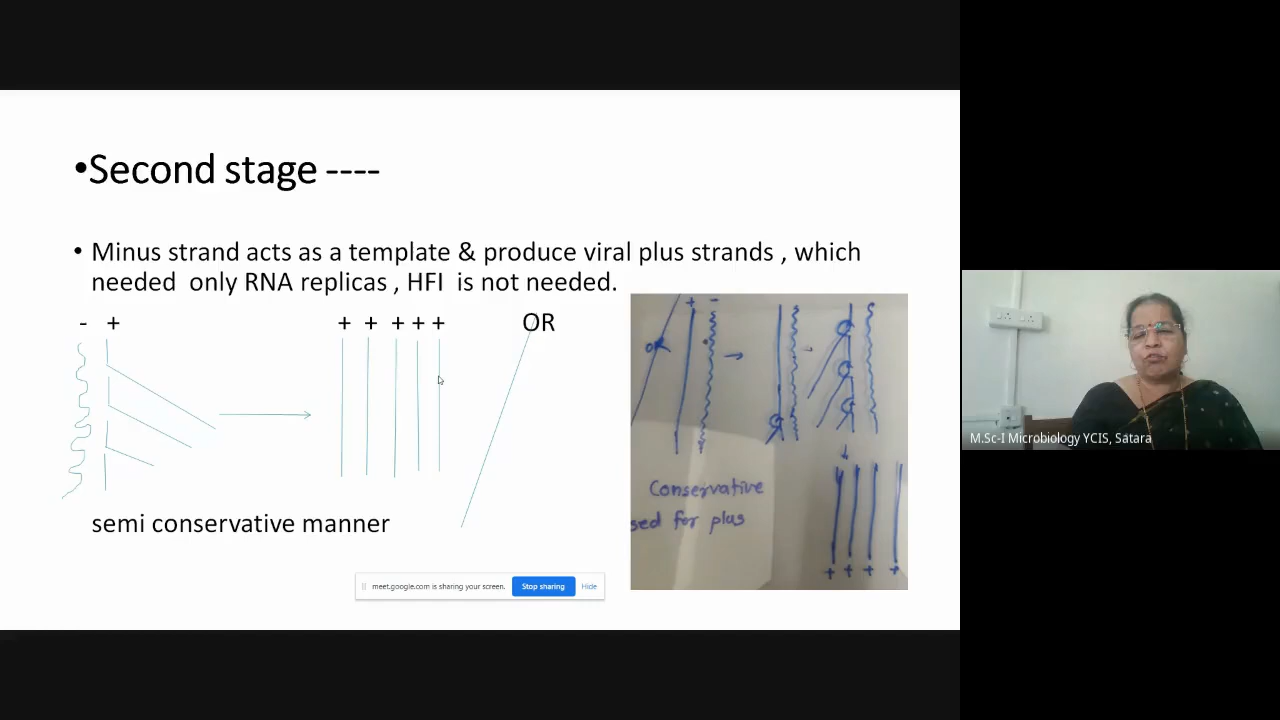 •Second stage ----
• Minus strand acts as a template & produce viral plus strands , which
needed only RNA replicas , HFI is not needed.
- +
+ + + + +
OR
semi conservative manner
+ -
OR
Conservative
sed for plus
+ + + +
meet.google.com is sharing your screen.
Stop sharing
Hide
M.Sc-I Microbiology YCIS, Satara